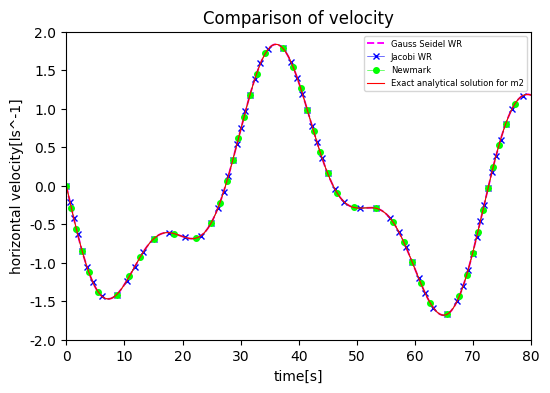 Comparison of velocity
2.0
1.5
1.0
0.5
0.0
-0.5
-1.0
-1.5
-2.0
horizontal velocity[ls^-1]
Gauss Seidel WR
Jacobi WR
Newmark
Exact analytical solution for m2
0 10 20 30 40 50 60 70 80
time[s]